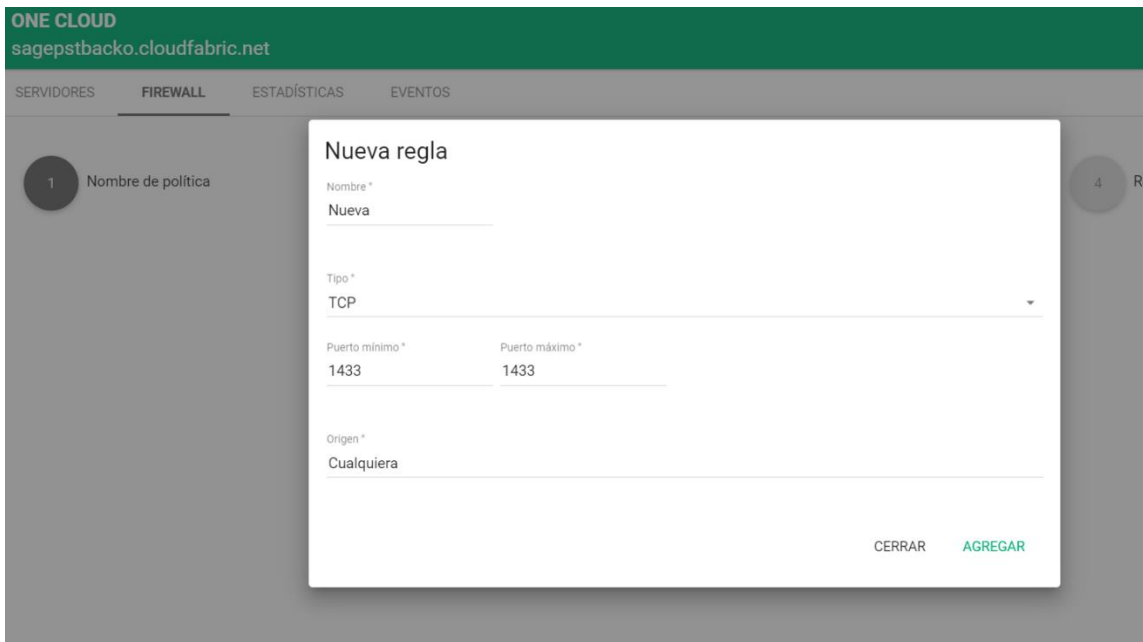 ONE CLOUD
sagepstbacko.cloudfabric.net
SERVIDORES FIREWALL ESTADÍSTICAS EVENTOS
1 Nombre de política
4 R
Nueva regla
Nombre *
Nueva
Tipo *
TCP
Puerto mínimo * Puerto máximo *
1433 1433
Origen *
Cualquiera
CERRAR AGREGAR